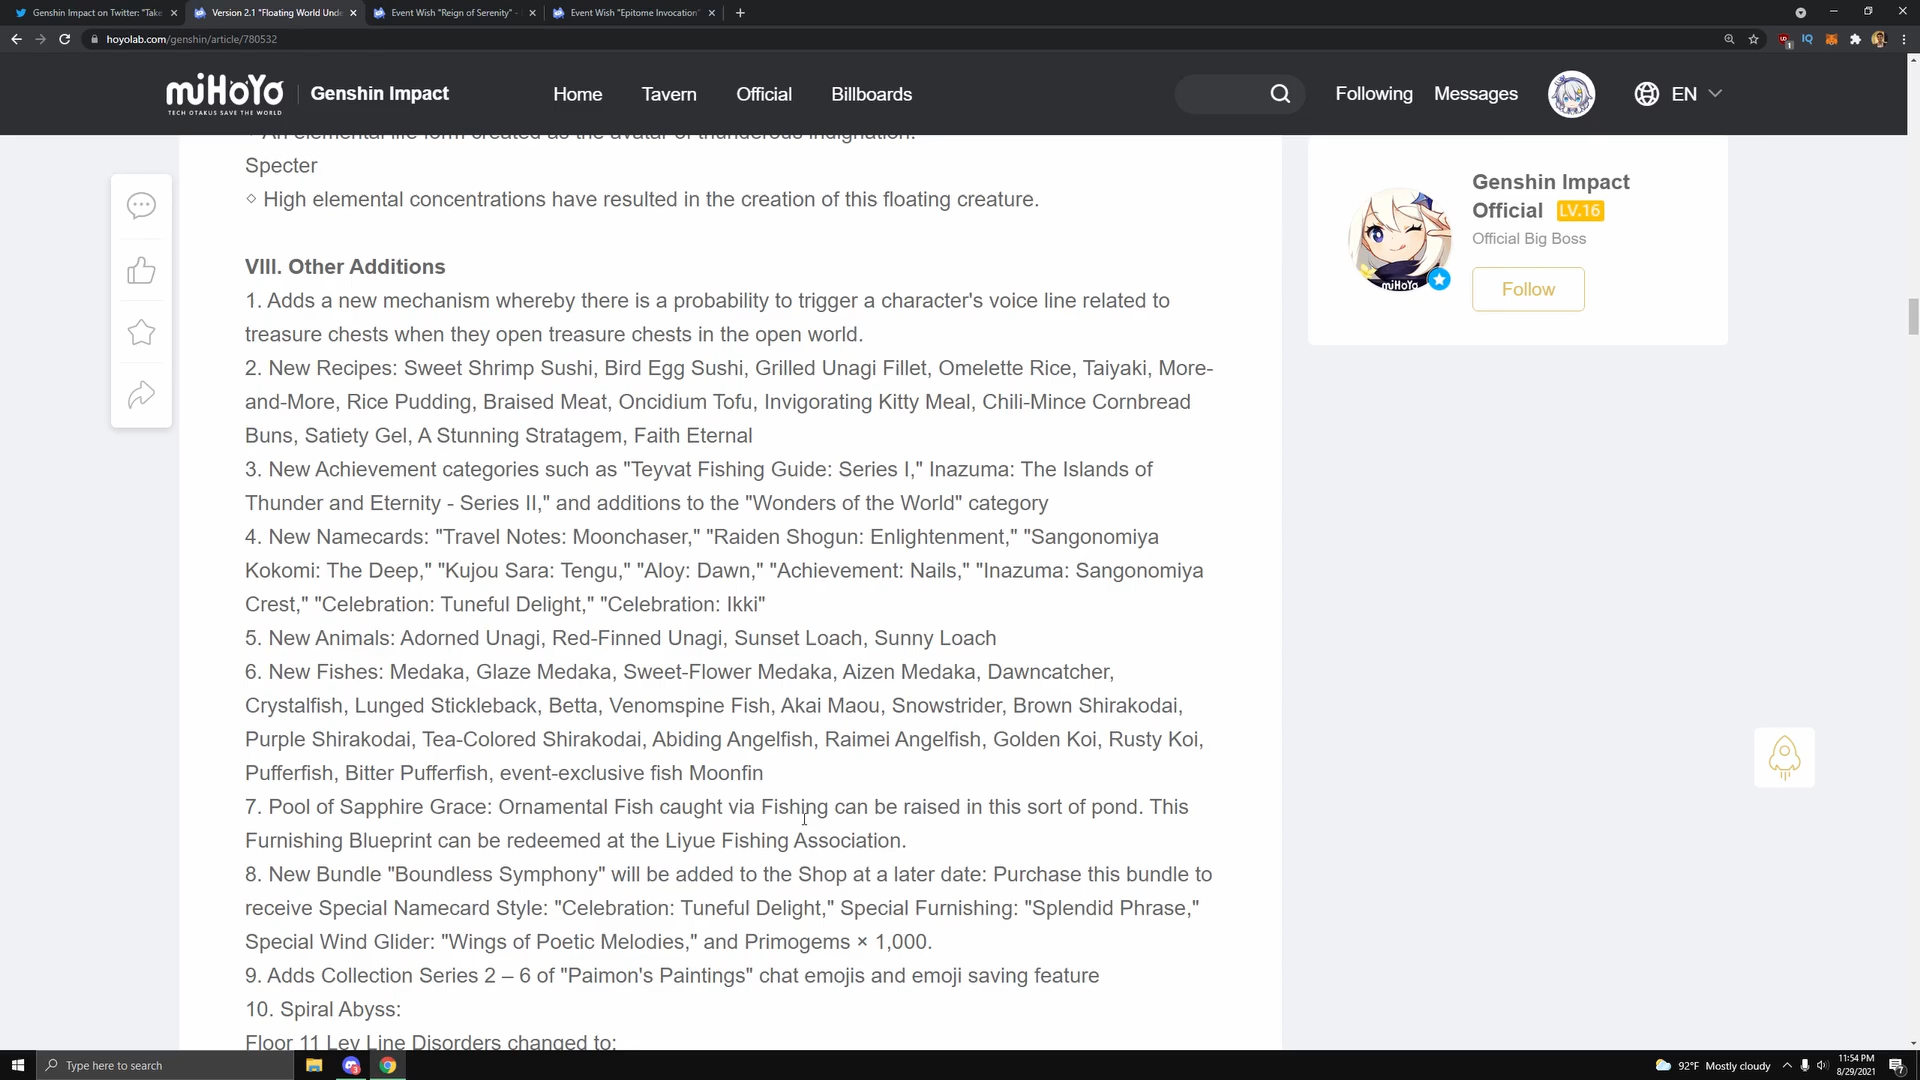 Genshin Impact on Twitter: "Take
Version 2.1 "Floating World Unde
Event Wish "Reign of Serenity" -
Event Wish "Epitome Invocation"
hoyolab.com/genshin/article/780532
miHoYo
TECH OTAKUS SAVE THE WORLD
Genshin Impact
Home
Tavern
Official
Billboards
Following
Messages
EN
An elemental life form created as the avatar of thunderous indignation.
Specter
◇ High elemental concentrations have resulted in the creation of this floating creature.
VIII. Other Additions
1. Adds a new mechanism whereby there is a probability to trigger a character's voice line related to
treasure chests when they open treasure chests in the open world.
2. New Recipes: Sweet Shrimp Sushi, Bird Egg Sushi, Grilled Unagi Fillet, Omelette Rice, Taiyaki, More-
and-More, Rice Pudding, Braised Meat, Oncidium Tofu, Invigorating Kitty Meal, Chili-Mince Cornbread
Buns, Satiety Gel, A Stunning Stratagem, Faith Eternal
3. New Achievement categories such as "Teyvat Fishing Guide: Series I," Inazuma: The Islands of
Thunder and Eternity - Series II," and additions to the "Wonders of the World" category
4. New Namecards: "Travel Notes: Moonchaser," "Raiden Shogun: Enlightenment," "Sangonomiya
Kokomi: The Deep," "Kujou Sara: Tengu," "Aloy: Dawn," "Achievement: Nails," "Inazuma: Sangonomiya
Crest," "Celebration: Tuneful Delight," "Celebration: Ikki"
5. New Animals: Adorned Unagi, Red-Finned Unagi, Sunset Loach, Sunny Loach
6. New Fishes: Medaka, Glaze Medaka, Sweet-Flower Medaka, Aizen Medaka, Dawncatcher,
Crystalfish, Lunged Stickleback, Betta, Venomspine Fish, Akai Maou, Snowstrider, Brown Shirakodai,
Purple Shirakodai, Tea-Colored Shirakodai, Abiding Angelfish, Raimei Angelfish, Golden Koi, Rusty Koi,
Pufferfish, Bitter Pufferfish, event-exclusive fish Moonfin
7. Pool of Sapphire Grace: Ornamental Fish caught via Fishing can be raised in this sort of pond. This
Furnishing Blueprint can be redeemed at the Liyue Fishing Association.
8. New Bundle "Boundless Symphony" will be added to the Shop at a later date: Purchase this bundle to
receive Special Namecard Style: "Celebration: Tuneful Delight," Special Furnishing: "Splendid Phrase,"
Special Wind Glider: "Wings of Poetic Melodies," and Primogems × 1,000.
9. Adds Collection Series 2 – 6 of "Paimon's Paintings" chat emojis and emoji saving feature
10. Spiral Abyss:
Floor 11 Ley Line Disorders changed to:
Genshin Impact
Official LV.16
Official Big Boss
Follow
miHoYo
Type here to search
92°F Mostly cloudy
11:54 PM
8/29/2021